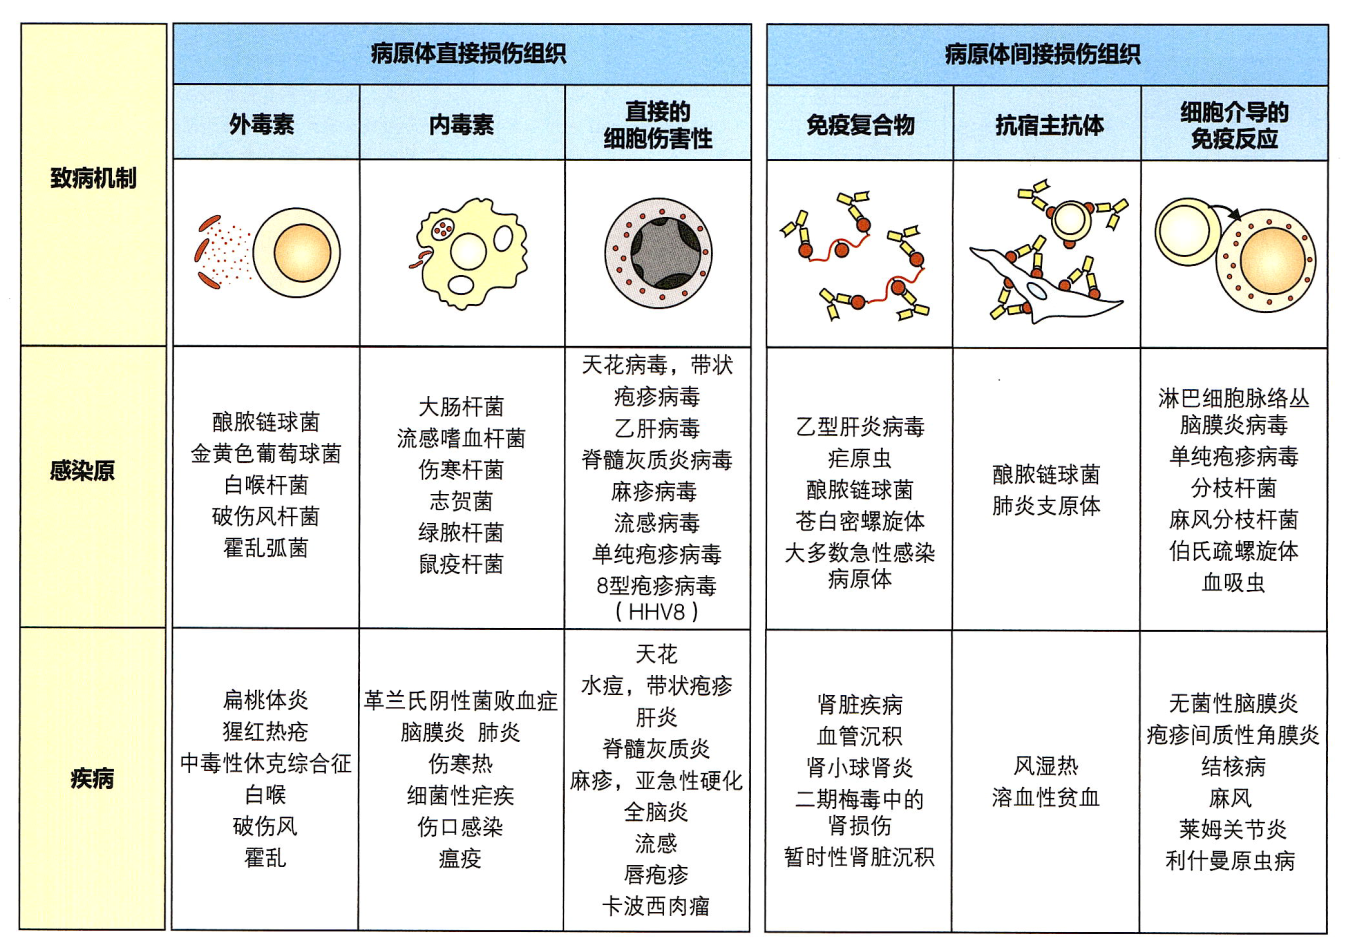 致病机制
病原体直接损伤组织
病原体间接损伤组织
外毒素
内毒素
直接的
细胞伤害性
免疫复合物
抗宿主抗体
细胞介导的
免疫反应
感染原
酿脓链球菌
金黄色葡萄球菌
白喉杆菌
破伤风杆菌
霍乱弧菌
大肠杆菌
流感嗜血杆菌
伤寒杆菌
志贺菌
绿脓杆菌
鼠疫杆菌
天花病毒，带状
疱疹病毒
乙肝病毒
脊髓灰质炎病毒
麻疹病毒
流感病毒
单纯疱疹病毒
8型疱疹病毒
（HHV8）
乙型肝炎病毒
疟原虫
酿脓链球菌
苍白密螺旋体
大多数急性感染
病原体
酿脓链球菌
肺炎支原体
淋巴细胞脉络丛
脑膜炎病毒
单纯疱疹病毒
分枝杆菌
麻风分枝杆菌
伯氏疏螺旋体
血吸虫
疾病
扁桃体炎
猩红热疮
中毒性休克综合征
白喉
破伤风
霍乱
革兰氏阴性菌败血症
脑膜炎 肺炎
伤寒热
细菌性疟疾
伤口感染
瘟疫
天花
水痘，带状疱疹
肝炎
脊髓灰质炎
麻疹，亚急性硬化
全脑炎
流感
唇疱疹
卡波西肉瘤
肾脏疾病
血管沉积
肾小球肾炎
二期梅毒中的
肾损伤
暂时性肾脏沉积
风湿热
溶血性贫血
无菌性脑膜炎
疱疹间质性角膜炎
结核病
麻风
莱姆关节炎
利什曼原虫病